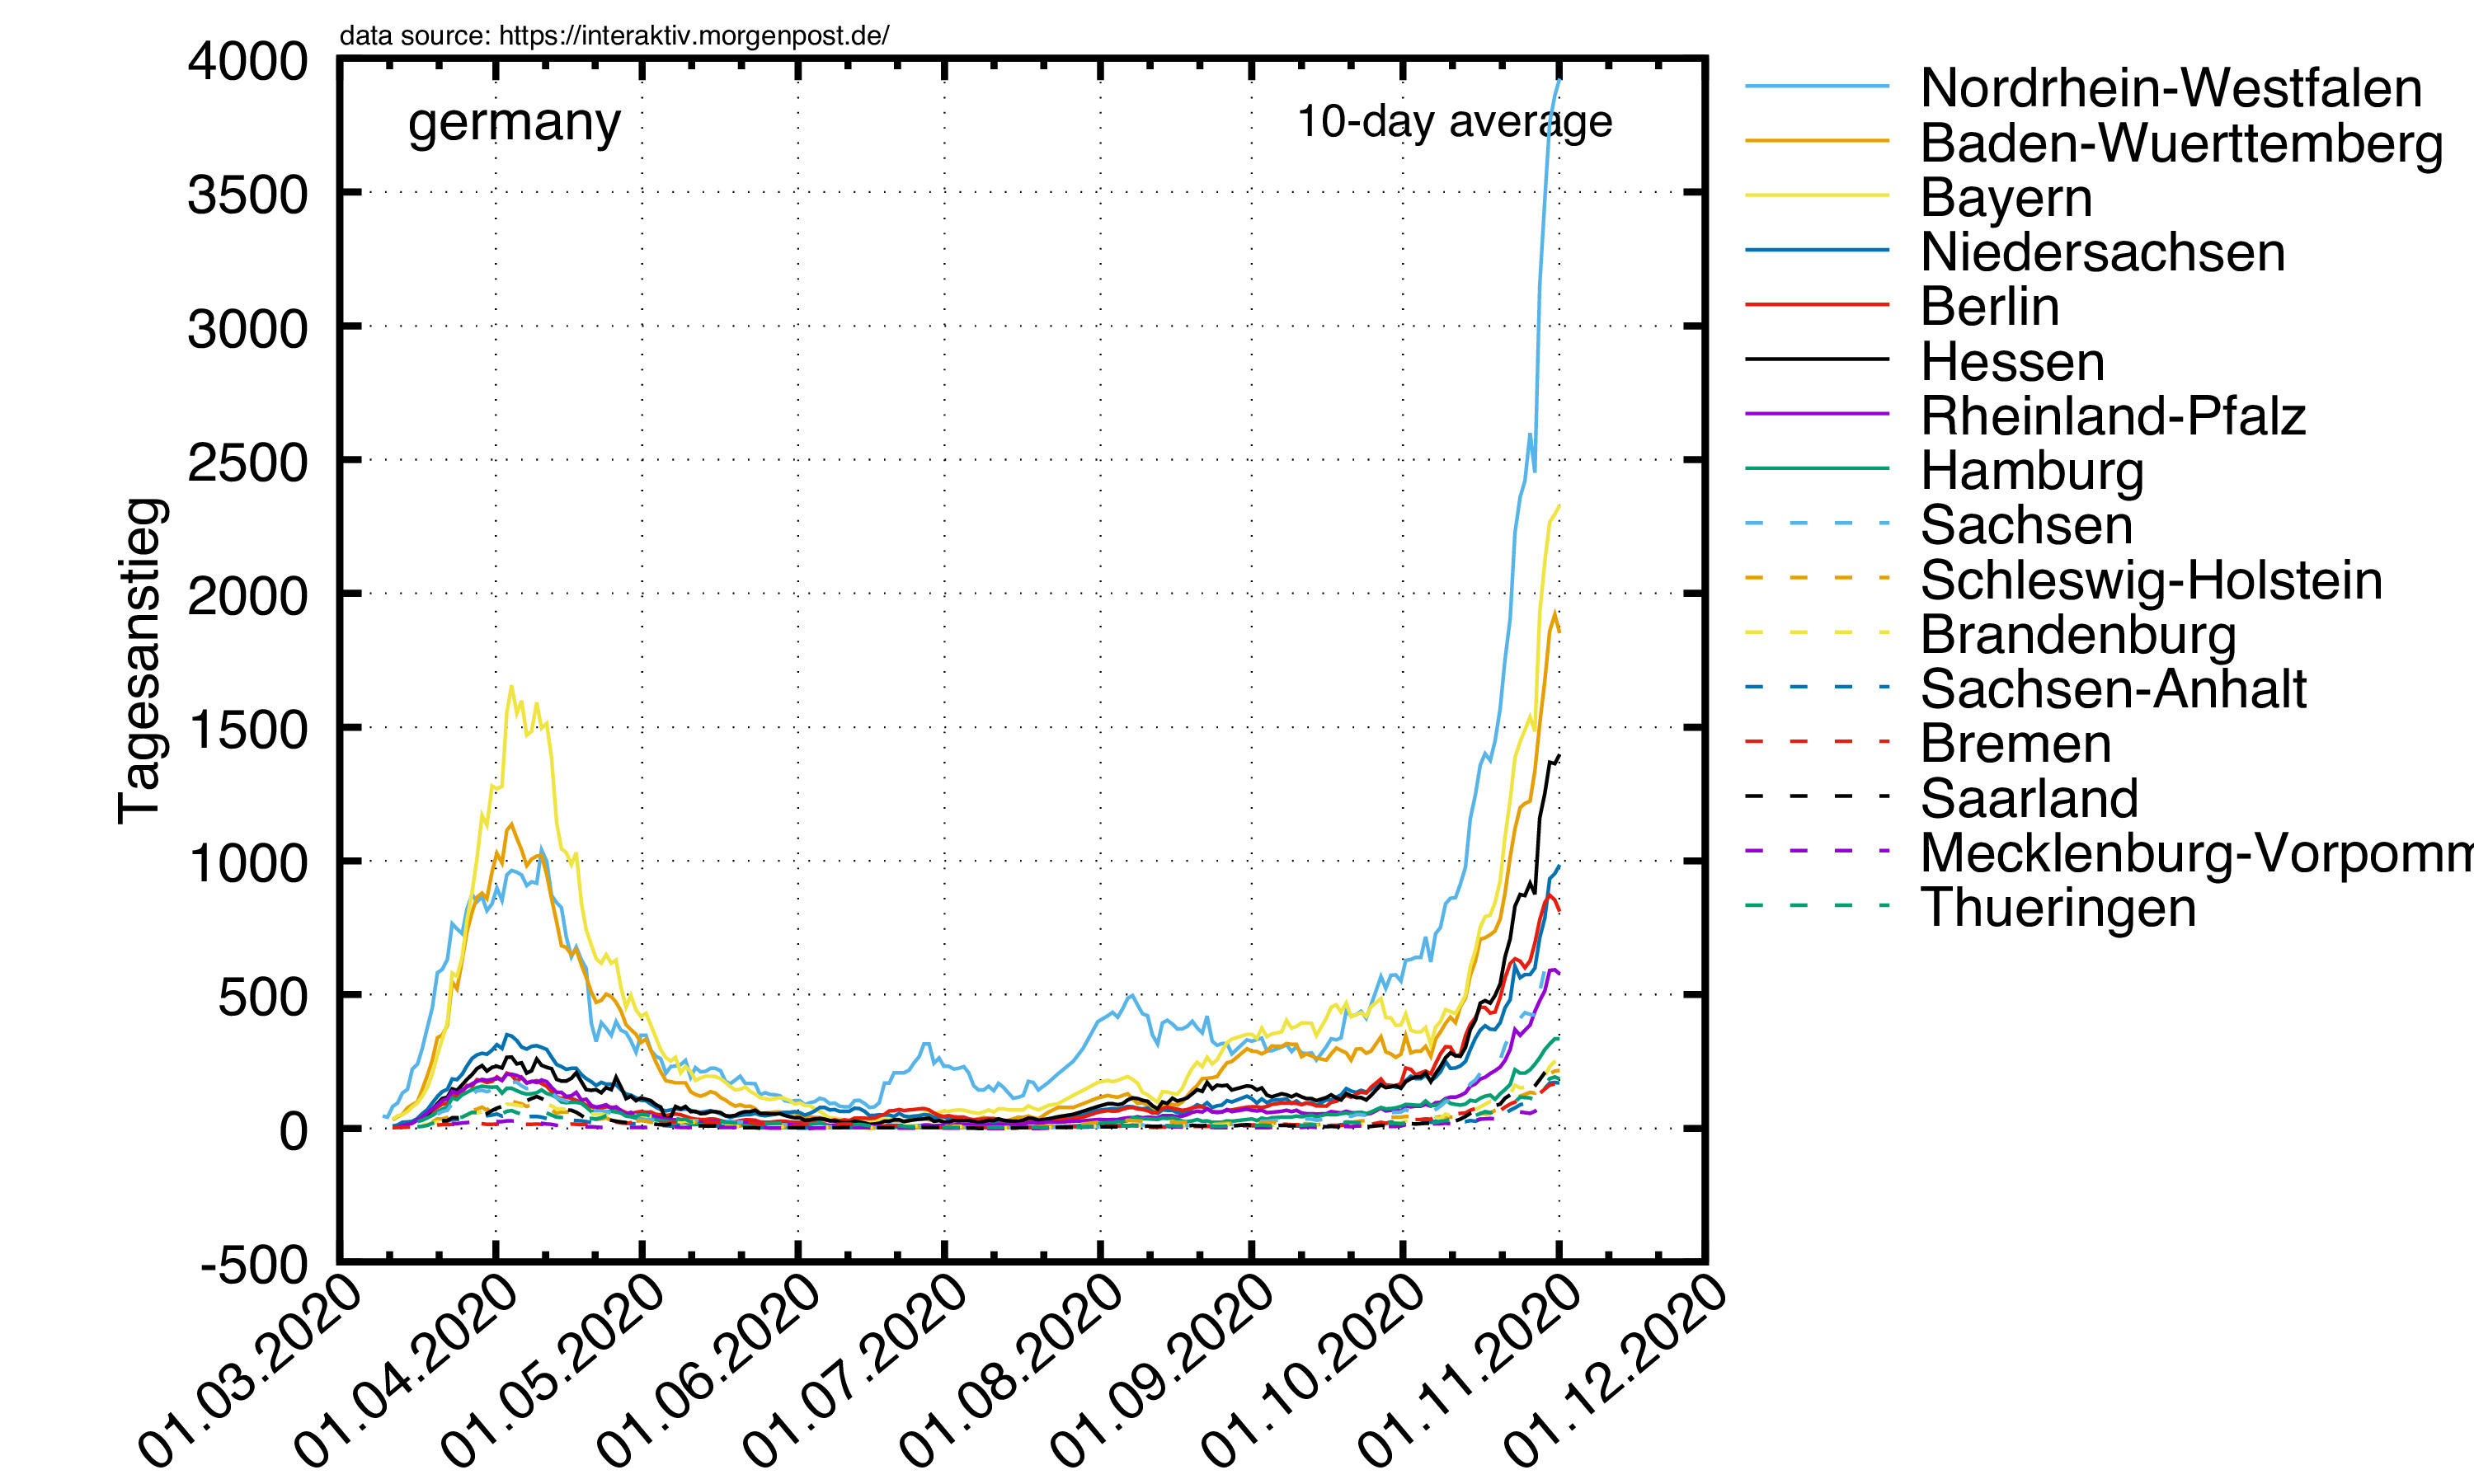 data source: https://interaktiv.morgenpost.de/
germany
10-day average
Tagesanstieg
4000
3500
3000
2500
2000
1500
1000
500
0
-500
01.03.2020
01.04.2020
01.05.2020
01.06.2020
01.07.2020
01.08.2020
01.09.2020
01.10.2020
01.11.2020
01.12.2020
Nordrhein-Westfalen
Baden-Wuerttemberg
Bayern
Niedersachsen
Berlin
Hessen
Rheinland-Pfalz
Hamburg
Sachsen
Schleswig-Holstein
Brandenburg
Sachsen-Anhalt
Bremen
Saarland
Mecklenburg-Vorpomm
Thueringen